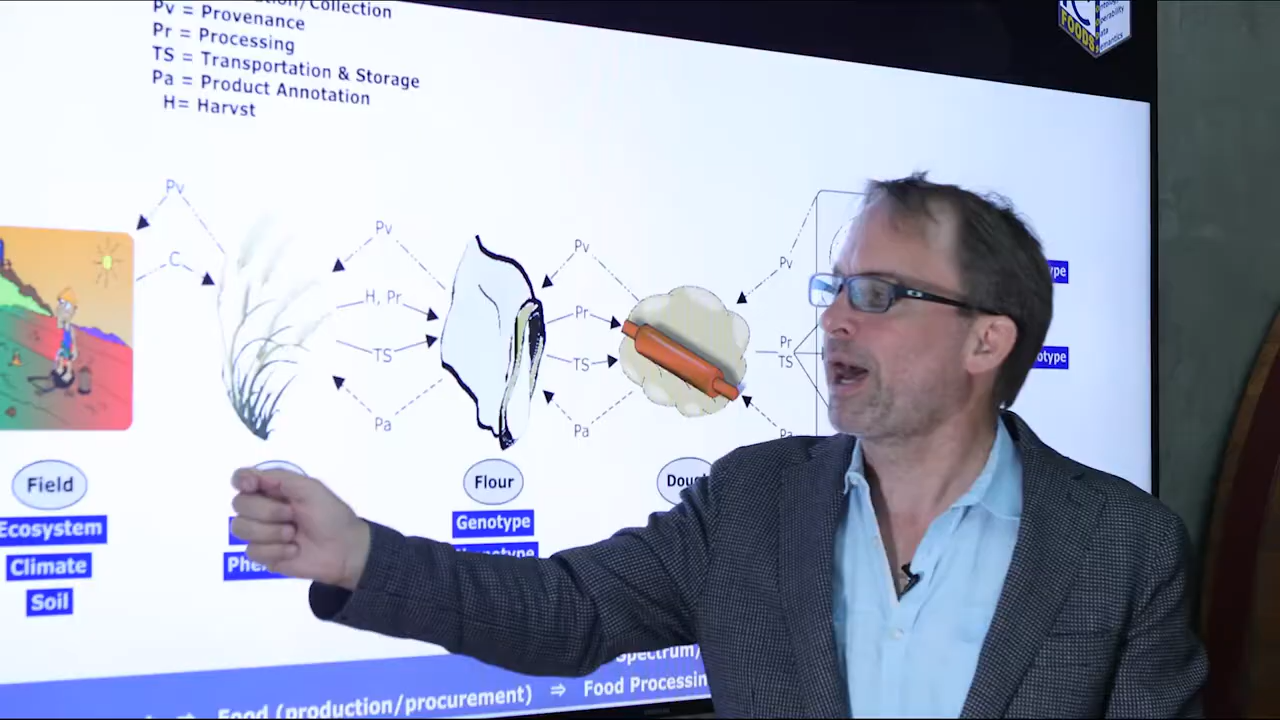 Pv = Provenance
Pr = Processing
TS = Transportation & Storage
Pa = Product Annotation
H= Harvst
FOODS
Pv
C
Pv
H, Pr
TS
Pa
Pv
Pr
TS
Pa
Pv
Pr
TS
Field
Flour
Ecosystem
Climate
Soil
Genotype
Food (production/procurement) ⇒ Food